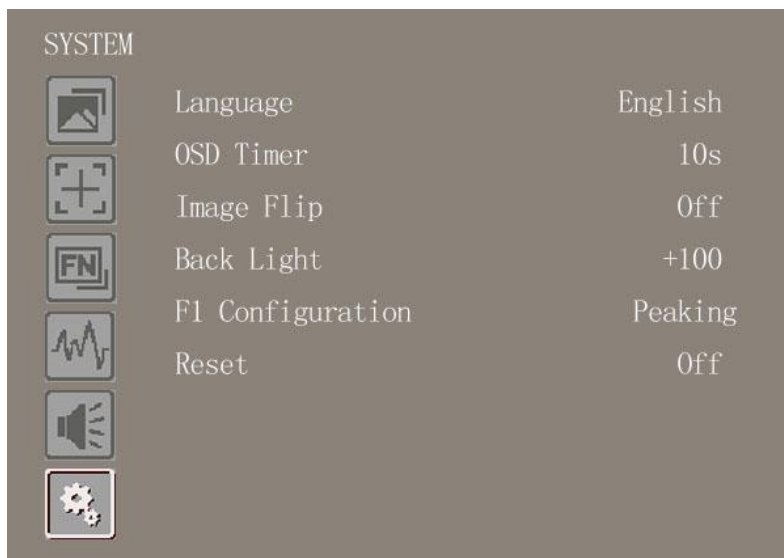 SYSTEM
Language English
OSD Timer 10s
Image Flip Off
Back Light +100
FN
F1 Configuration Peaking
Reset Off